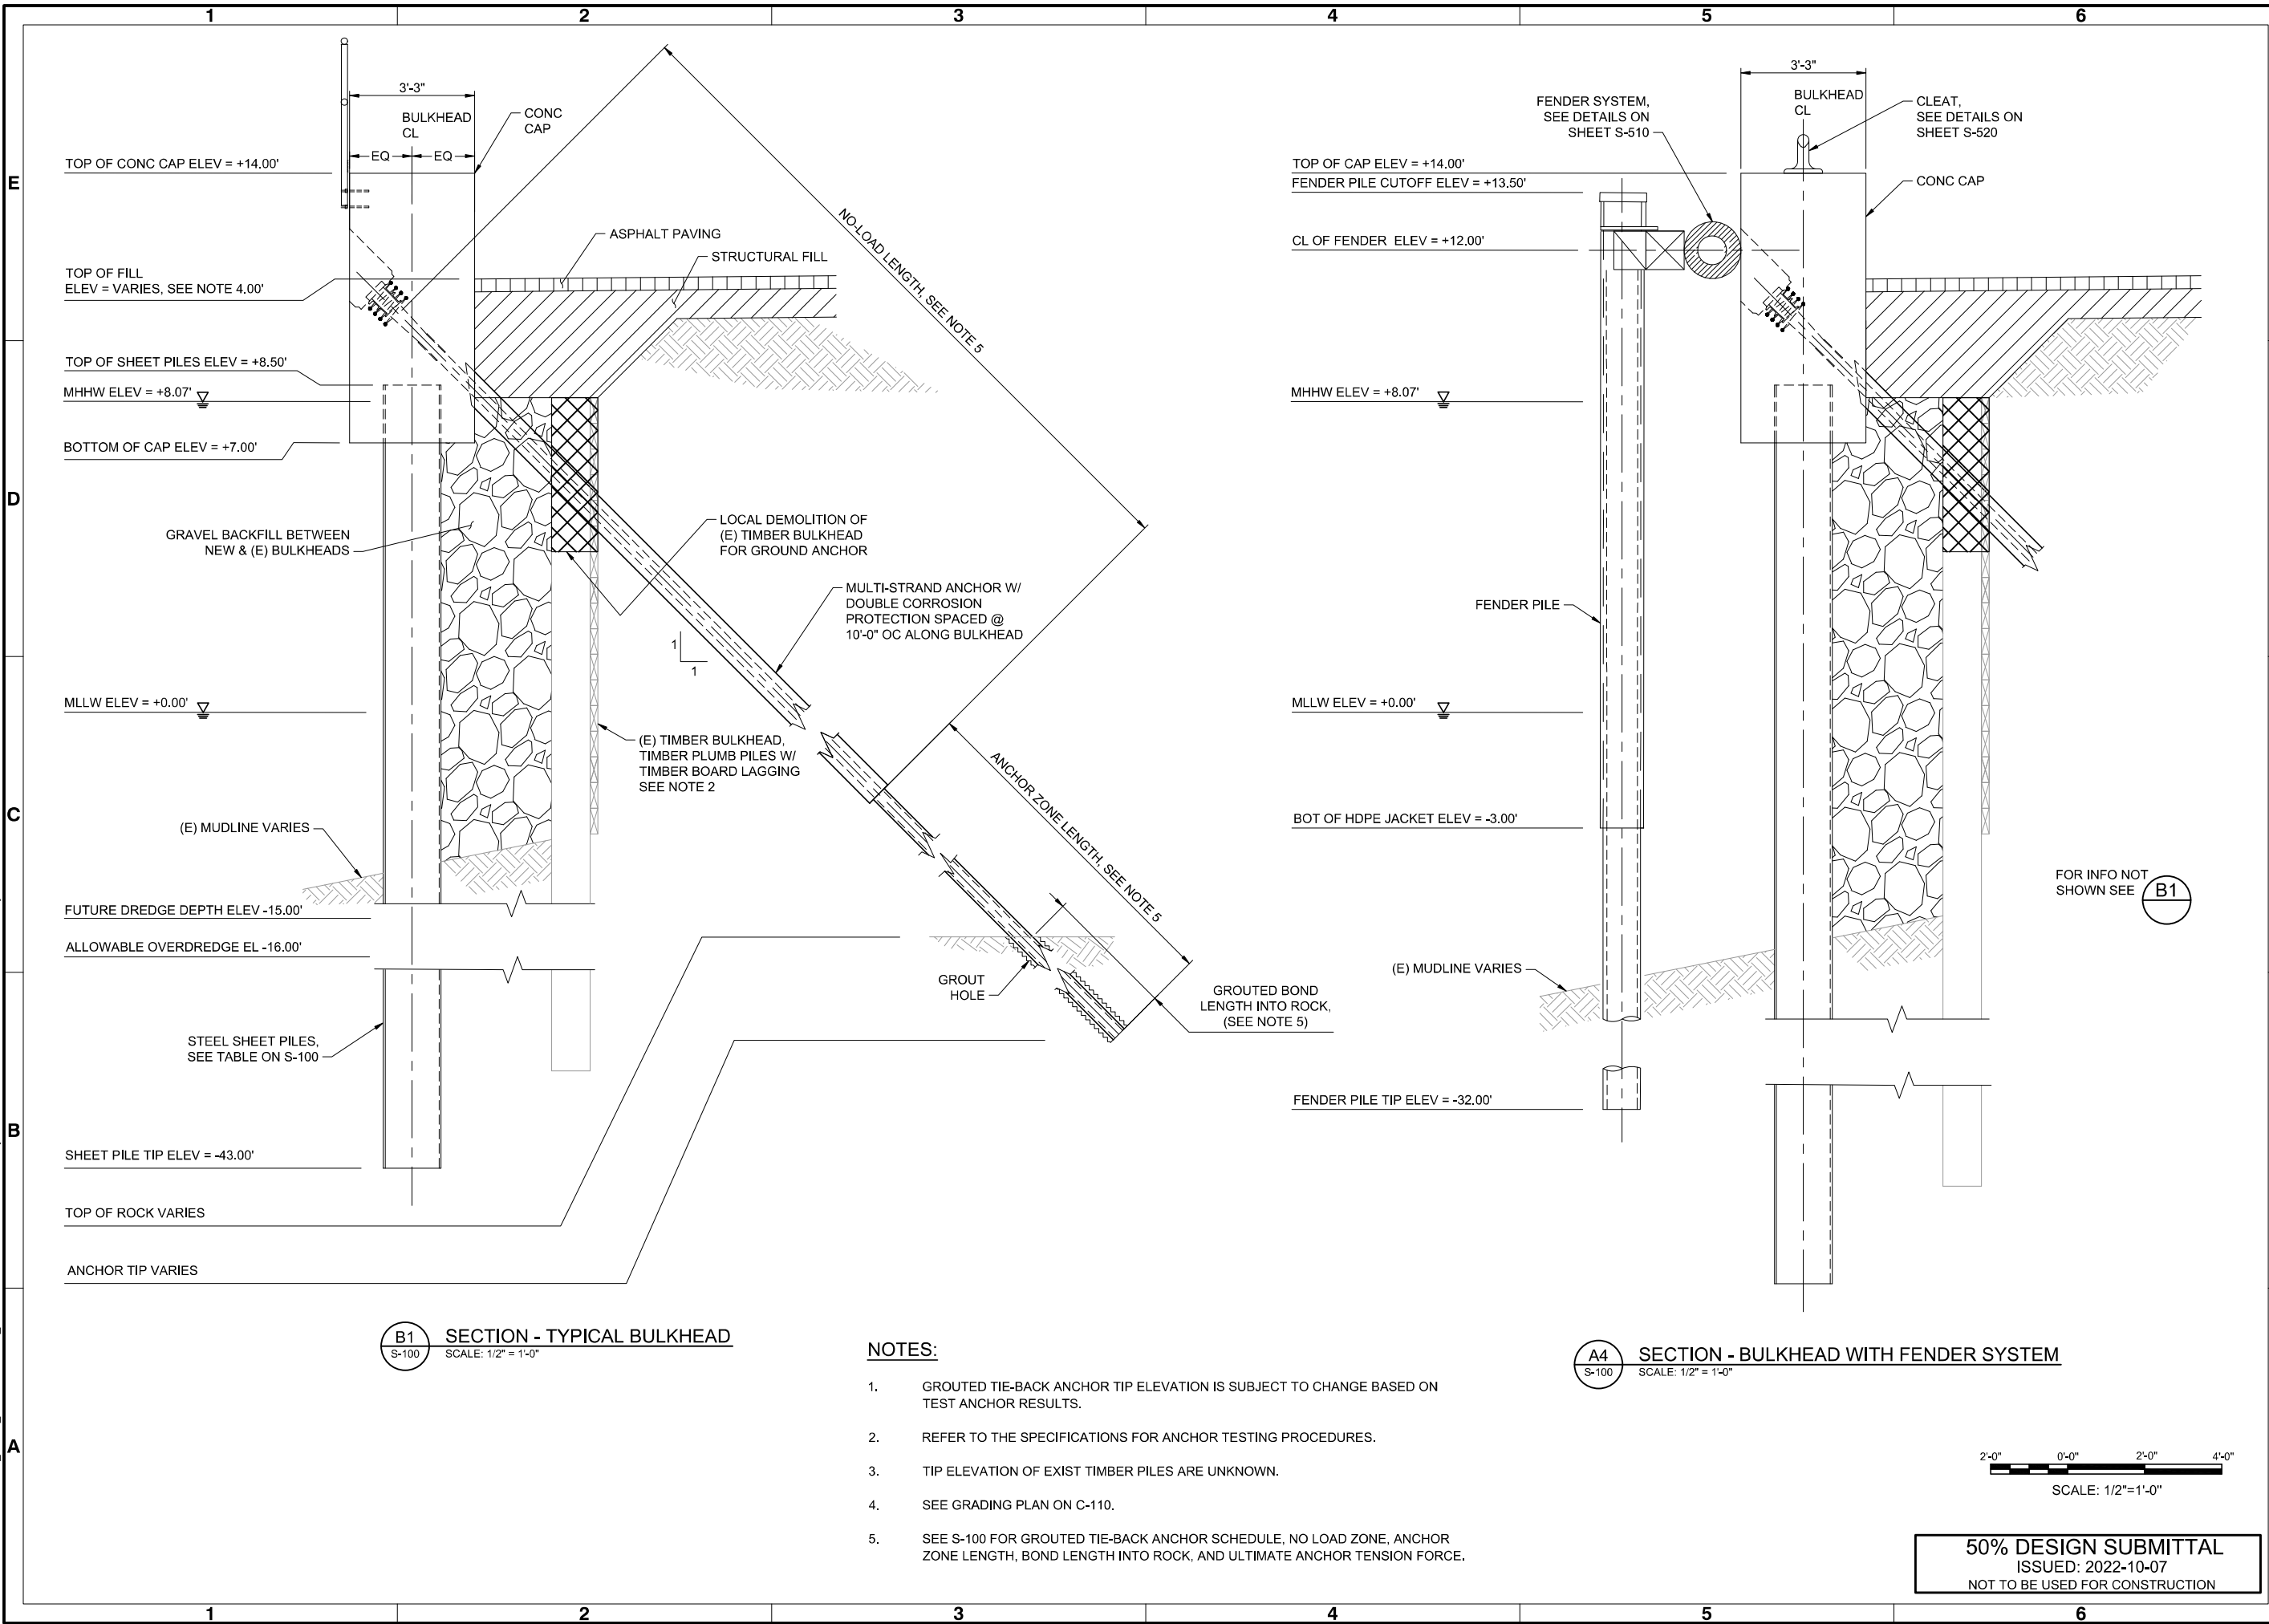 1 2 3 4 5 6
E
D
C
B
A
3'-3"
BULKHEAD
CL
EQ EQ
CONC
CAP
TOP OF CONC CAP ELEV = +14.00'
ASPHALT PAVING
STRUCTURAL FILL
TOP OF FILL
ELEV = VARIES, SEE NOTE 4.00'
NO-LOAD LENGTH, SEE NOTE 5
TOP OF SHEET PILES ELEV = +8.50'
MHHW ELEV = +8.07'
BOTTOM OF CAP ELEV = +7.00'
GRAVEL BACKFILL BETWEEN
NEW & (E) BULKHEADS
LOCAL DEMOLITION OF
(E) TIMBER BULKHEAD
FOR GROUND ANCHOR
MULTI-STRAND ANCHOR W/
DOUBLE CORROSION
PROTECTION SPACED @
10'-0" OC ALONG BULKHEAD
1
1
MLLW ELEV = +0.00'
(E) TIMBER BULKHEAD,
TIMBER PLUMB PILES W/
TIMBER BOARD LAGGING
SEE NOTE 2
ANCHOR ZONE LENGTH, SEE NOTE 5
(E) MUDLINE VARIES
FUTURE DREDGE DEPTH ELEV -15.00'
ALLOWABLE OVERDREDGE EL -16.00'
GROUT
HOLE
GROUTED BOND
LENGTH INTO ROCK,
(SEE NOTE 5)
STEEL SHEET PILES,
SEE TABLE ON S-100
SHEET PILE TIP ELEV = -43.00'
TOP OF ROCK VARIES
ANCHOR TIP VARIES
B1
S-100
SECTION - TYPICAL BULKHEAD
SCALE: 1/2" = 1'-0"
3'-3"
BULKHEAD
CL
FENDER SYSTEM,
SEE DETAILS ON
SHEET S-510
CLEAT,
SEE DETAILS ON
SHEET S-520
TOP OF CAP ELEV = +14.00'
FENDER PILE CUTOFF ELEV = +13.50'
CONC CAP
CL OF FENDER ELEV = +12.00'
MHHW ELEV = +8.07'
FENDER PILE
MLLW ELEV = +0.00'
BOT OF HDPE JACKET ELEV = -3.00'
FOR INFO NOT
SHOWN SEE
B1
(E) MUDLINE VARIES
FENDER PILE TIP ELEV = -32.00'
A4
S-100
SECTION - BULKHEAD WITH FENDER SYSTEM
SCALE: 1/2" = 1'-0"
NOTES:
1. GROUTED TIE-BACK ANCHOR TIP ELEVATION IS SUBJECT TO CHANGE BASED ON
TEST ANCHOR RESULTS.
2. REFER TO THE SPECIFICATIONS FOR ANCHOR TESTING PROCEDURES.
3. TIP ELEVATION OF EXIST TIMBER PILES ARE UNKNOWN.
4. SEE GRADING PLAN ON C-110.
5. SEE S-100 FOR GROUTED TIE-BACK ANCHOR SCHEDULE, NO LOAD ZONE, ANCHOR
ZONE LENGTH, BOND LENGTH INTO ROCK, AND ULTIMATE ANCHOR TENSION FORCE.
2'-0" 0'-0" 2'-0" 4'-0"
SCALE: 1/2"=1'-0"
50% DESIGN SUBMITTAL
ISSUED: 2022-10-07
NOT TO BE USED FOR CONSTRUCTION
1 2 3 4 5 6